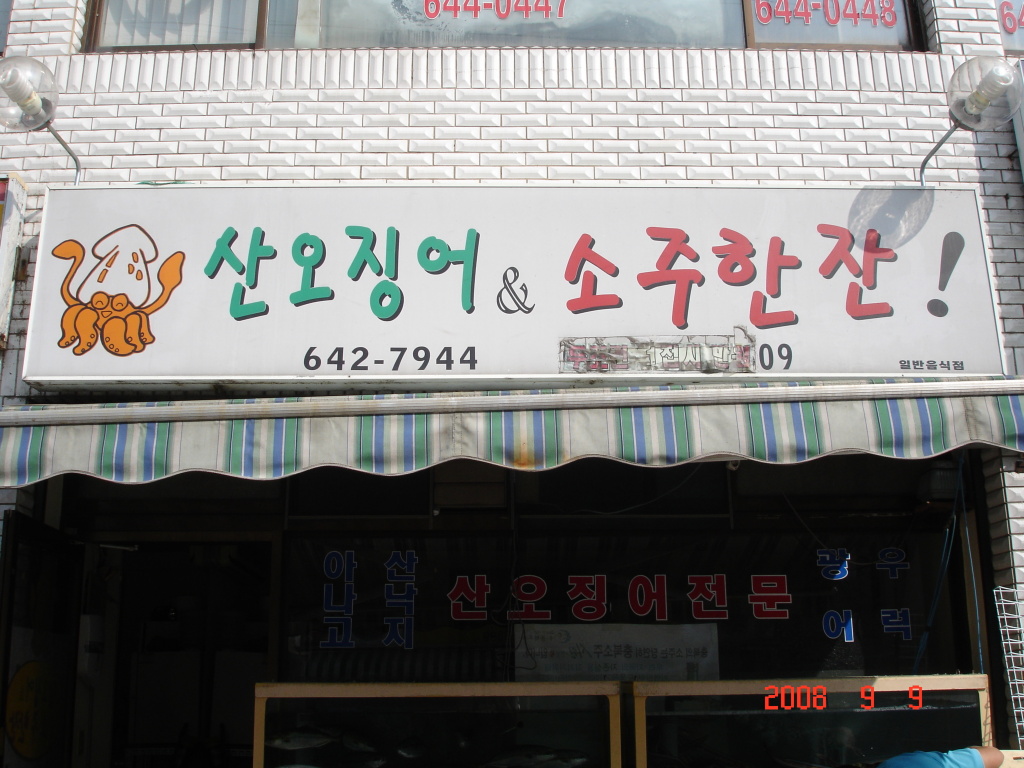 644-0447
644-0448
산오징어 & 소주한잔!
642-7944
09
일반음식점
아나고
산낙지
산오징어전문
광어
우럭
2008 9 9